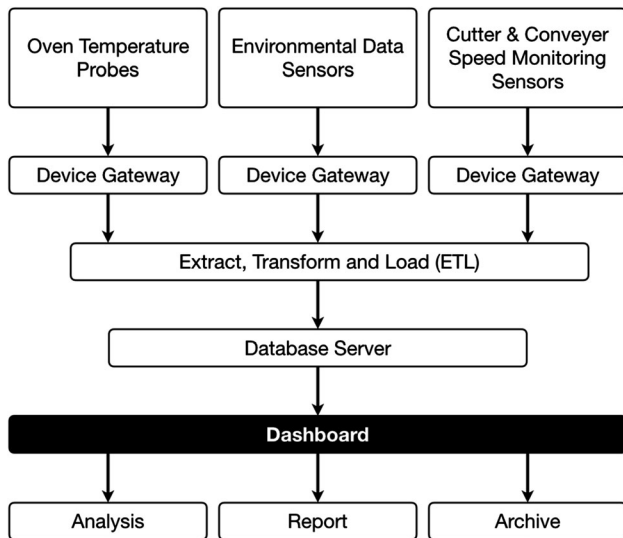 Oven Temperature
Probes
Environmental Data
Sensors
Cutter & Conveyer
Speed Monitoring
Sensors
Device Gateway
Device Gateway
Device Gateway
Extract, Transform and Load (ETL)
Database Server
Dashboard
Analysis
Report
Archive